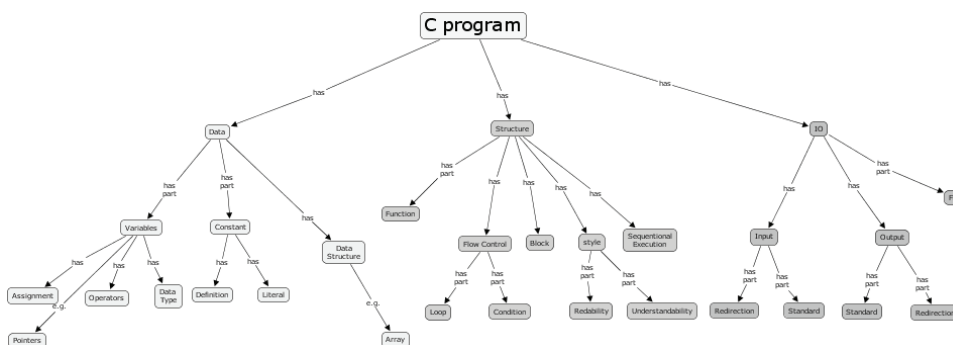 C program
has
has
has
Data
Structure
IO
has
part
has
part
has
has
part
has
has
has
has
has
has
has
part
Function
Variables
Constant
Data
Structure
Flow Control
Block
style
Sequentional
Execution
Input
Output
has
has
has
has
has
e.g.
e.g.
has
part
has
part
has
part
has
part
has
part
has
part
has
part
has
part
Assignment
Operators
Data
Type
Definition
Literal
Pointers
Array
Loop
Condition
Redability
Understandability
Redirection
Standard
Standard
Redirection